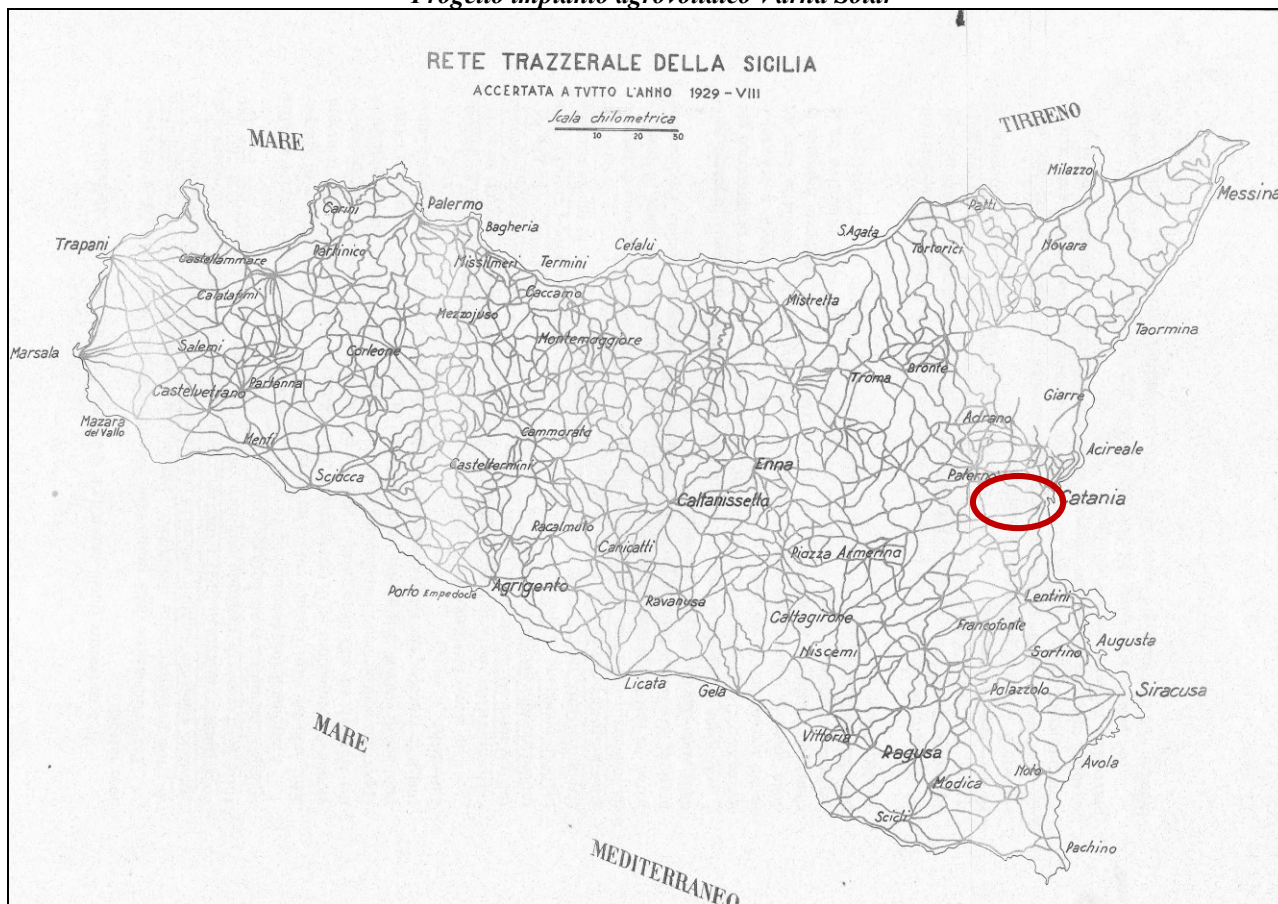 Progetto impianto agrovoltaico Varna Solar
RETE TRAZZERALE DELLA SICILIA
ACCERTATA A TVTTO L'ANNO 1929 - VIII
Scala chilometrica
10 20 30
MARE
TIRRENO
Milazzo
Messina
Carini
Palermo
Patti
Bagheria
Trapani
Partinico
Castellammare
Missilmeri
Termini
Cefalù
S.Agata
Tortorici
Novara
Calatafimi
Caccamo
Mistretta
Mezzojuso
Taormina
Marsala
Salemi
Corleone
Montemaggiore
Bronte
Troina
Castelvetrano
Partanna
Giarre
Mazara
del Vallo
Adrano
Menfi
Cammarata
Acireale
Sciacca
Casteltermini
Enna
Paternò
Caltanissetta
Catania
Racalmuto
Canicatti
Piazza Armerina
Porto Empedocle
Agrigento
Ravanusa
Lentini
Caltagirone
Francofonte
Augusta
Niscemi
Sortino
Licata
Gela
Palazzolo
Siracusa
MARE
Vittoria
Ragusa
Noto
Avola
Modica
Scicli
Pachino
MEDITERRANEO